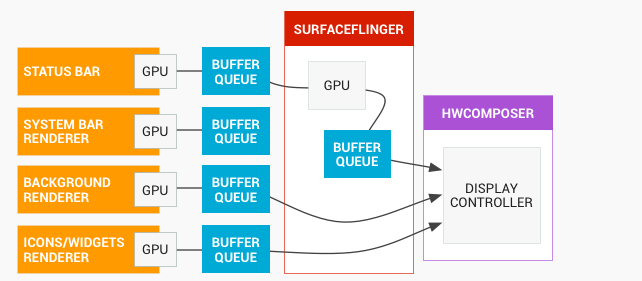 SURFACEFLINGER
STATUS BAR
GPU
BUFFER
QUEUE
GPU
SYSTEM BAR
RENDERER
GPU
BUFFER
QUEUE
BUFFER
QUEUE
HWCOMPOSER
BACKGROUND
RENDERER
GPU
BUFFER
QUEUE
DISPLAY
CONTROLLER
ICONS/WIDGETS
RENDERER
GPU
BUFFER
QUEUE